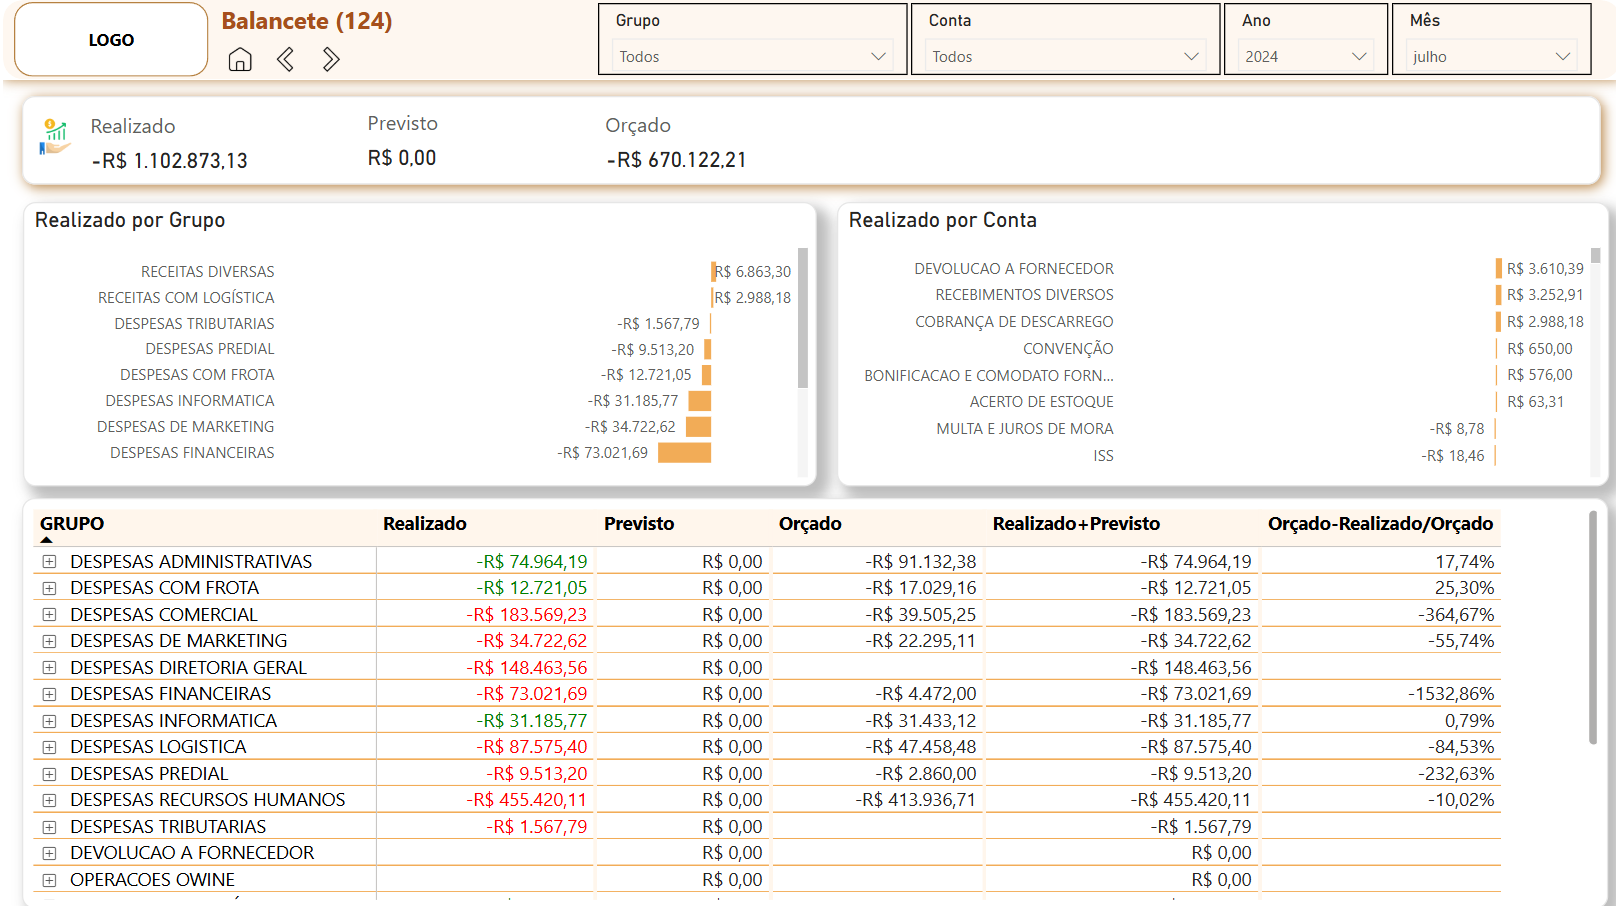 LOGO
Balancete (124)
Grupo
Todos
Conta
Todos
Ano
2024
Mês
julho
Realizado
-R$ 1.102.873,13
Previsto
R$ 0,00
Orçado
-R$ 670.122,21
Realizado por Grupo
RECEITAS DIVERSAS R$ 6.863,30
RECEITAS COM LOGÍSTICA R$ 2.988,18
DESPESAS TRIBUTARIAS -R$ 1.567,79
DESPESAS PREDIAL -R$ 9.513,20
DESPESAS COM FROTA -R$ 12.721,05
DESPESAS INFORMATICA -R$ 31.185,77
DESPESAS DE MARKETING -R$ 34.722,62
DESPESAS FINANCEIRAS -R$ 73.021,69
Realizado por Conta
DEVOLUCAO A FORNECEDOR R$ 3.610,39
RECEBIMENTOS DIVERSOS R$ 3.252,91
COBRANÇA DE DESCARREGO R$ 2.988,18
CONVENÇÃO R$ 650,00
BONIFICACAO E COMODATO FORN... R$ 576,00
ACERTO DE ESTOQUE R$ 63,31
MULTA E JUROS DE MORA -R$ 8,78
ISS -R$ 18,46
GRUPO Realizado Previsto Orçado Realizado+Previsto Orçado-Realizado/Orçado
DESPESAS ADMINISTRATIVAS -R$ 74.964,19 R$ 0,00 -R$ 91.132,38 -R$ 74.964,19 17,74%
DESPESAS COM FROTA -R$ 12.721,05 R$ 0,00 -R$ 17.029,16 -R$ 12.721,05 25,30%
DESPESAS COMERCIAL -R$ 183.569,23 R$ 0,00 -R$ 39.505,25 -R$ 183.569,23 -364,67%
DESPESAS DE MARKETING -R$ 34.722,62 R$ 0,00 -R$ 22.295,11 -R$ 34.722,62 -55,74%
DESPESAS DIRETORIA GERAL -R$ 148.463,56 R$ 0,00 -R$ 148.463,56
DESPESAS FINANCEIRAS -R$ 73.021,69 R$ 0,00 -R$ 4.472,00 -R$ 73.021,69 -1532,86%
DESPESAS INFORMATICA -R$ 31.185,77 R$ 0,00 -R$ 31.433,12 -R$ 31.185,77 0,79%
DESPESAS LOGISTICA -R$ 87.575,40 R$ 0,00 -R$ 47.458,48 -R$ 87.575,40 -84,53%
DESPESAS PREDIAL -R$ 9.513,20 R$ 0,00 -R$ 2.860,00 -R$ 9.513,20 -232,63%
DESPESAS RECURSOS HUMANOS -R$ 455.420,11 R$ 0,00 -R$ 413.936,71 -R$ 455.420,11 -10,02%
DESPESAS TRIBUTARIAS -R$ 1.567,79 R$ 0,00 -R$ 1.567,79
DEVOLUCAO A FORNECEDOR R$ 0,00 R$ 0,00
OPERACOES OWINE R$ 0,00 R$ 0,00